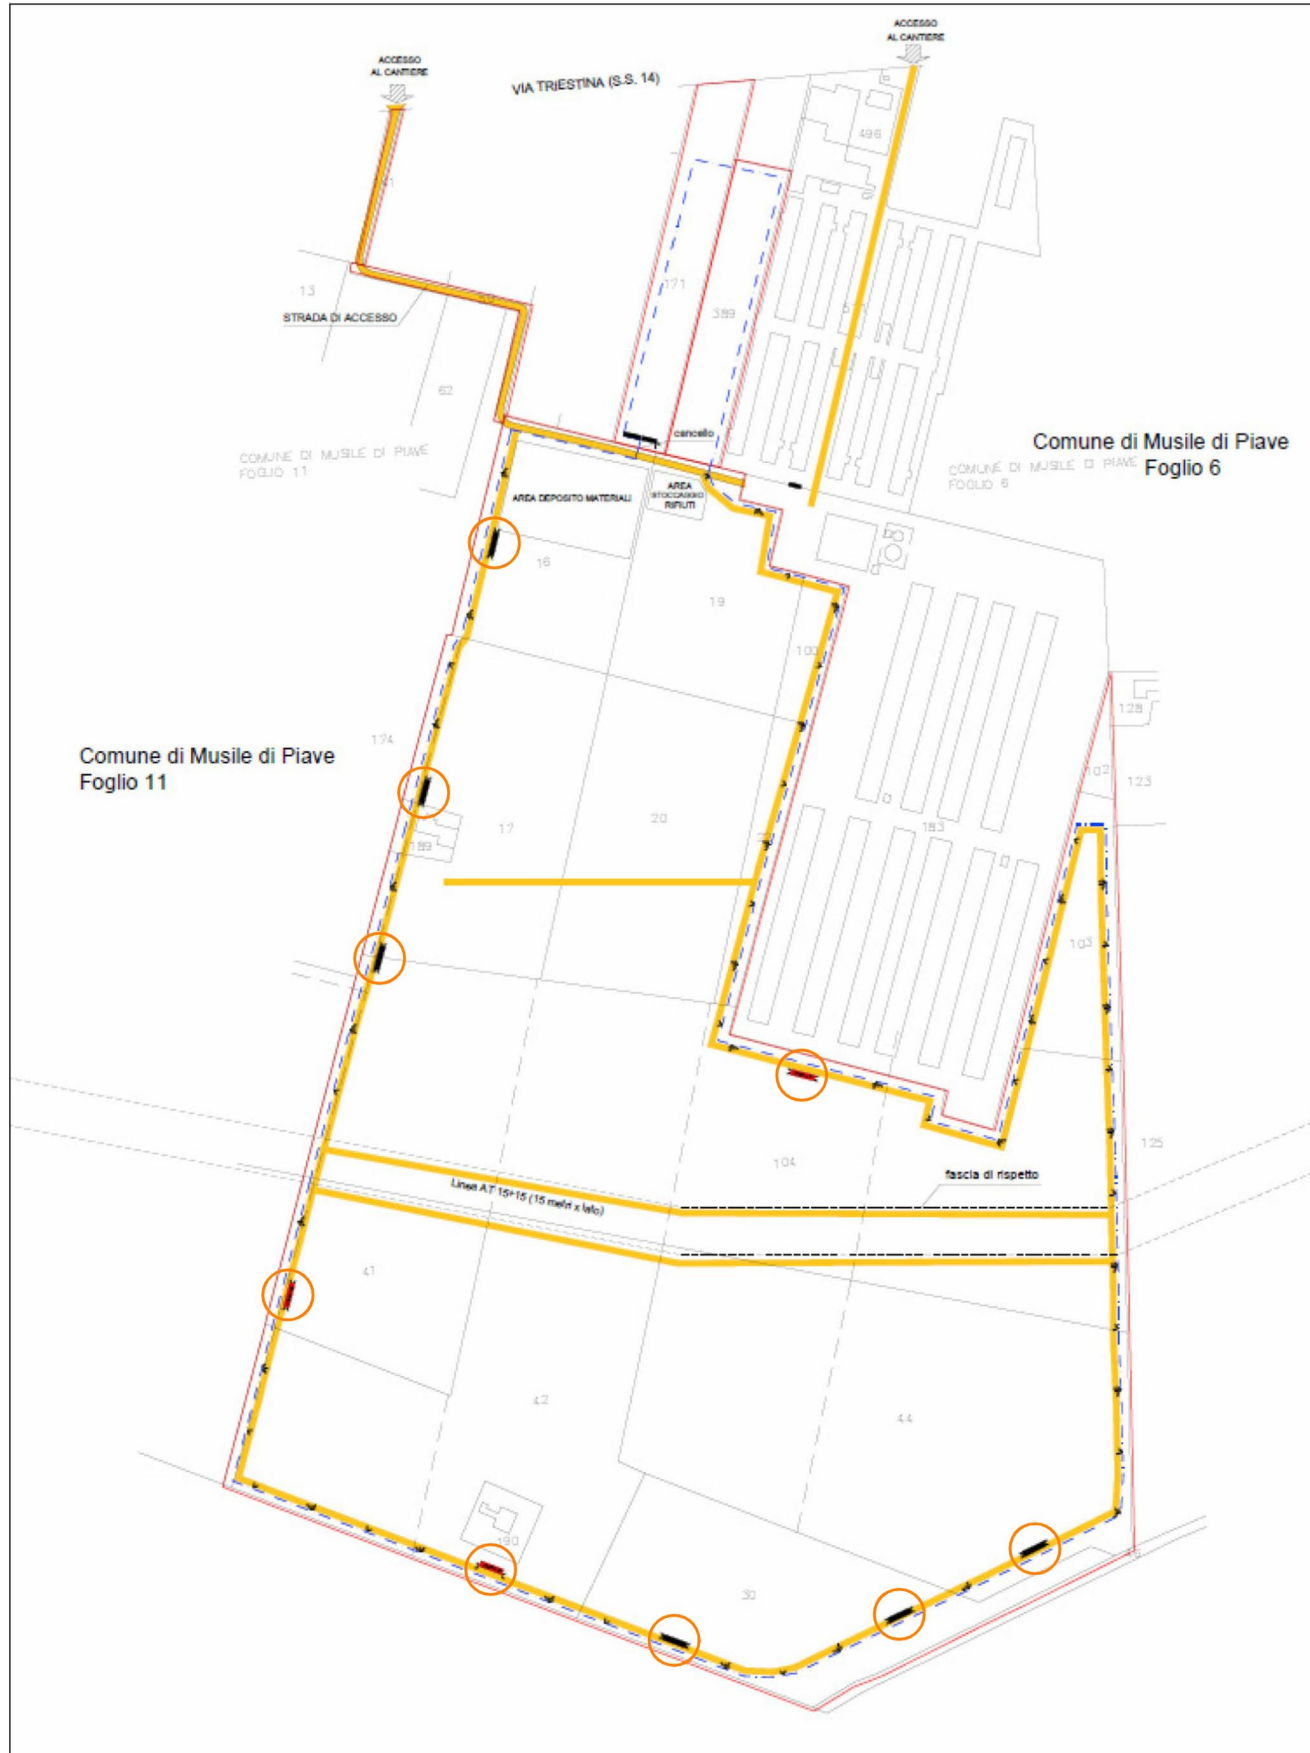 ACCESSO
AL CANTIERE
ACCESSO
AL CANTIERE
VIA TRIESTINA (S.S. 14)
496
171
389
13
STRADA DI ACCESSO
62
cancello
COMUNE DI MUSILE DI PIAVE
FOGLIO 11
Comune di Musile di Piave
Foglio 6
COMUNE DI MUSILE DI PIAVE
FOGLIO 6
AREA DEPOSITO MATERIALI
AREA
STOCCAGGIO
RIFIUTI
16
19
100
128
174
Comune di Musile di Piave
Foglio 11
102
123
17
20
183
189
103
104
125
fascia di rispetto
Linea AT 15+15 (15 metri x lato)
41
42
44
190
30